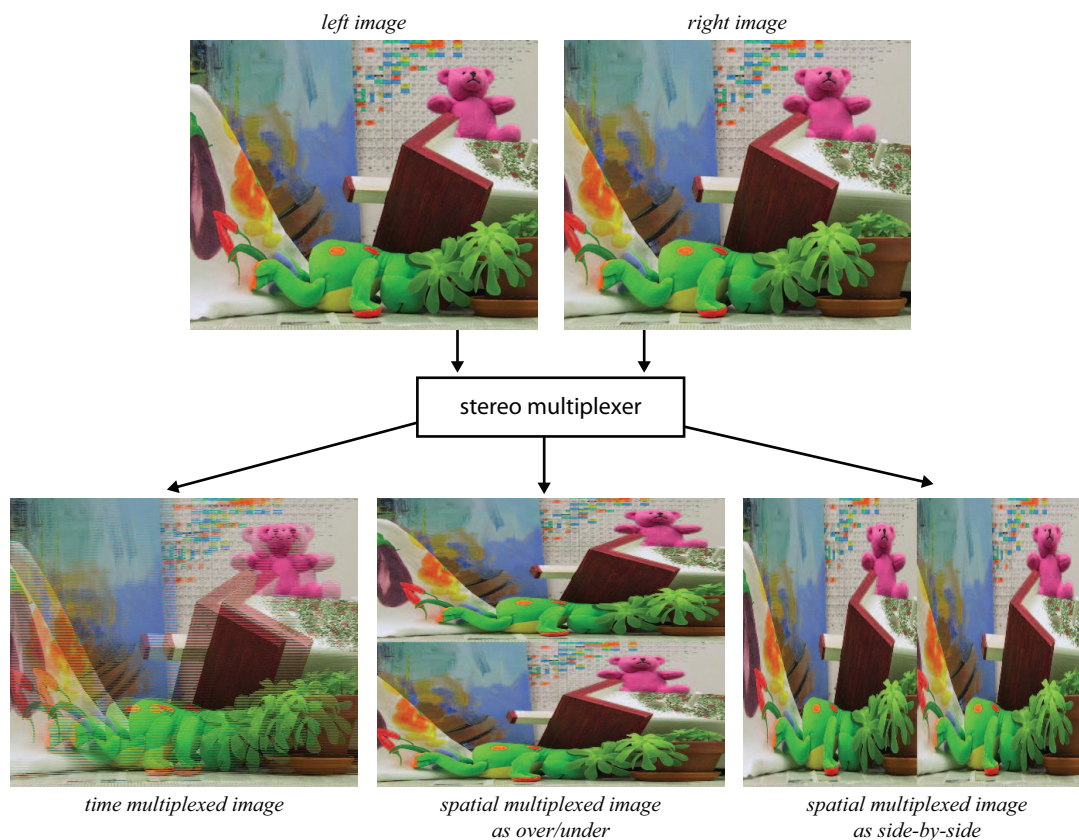 left image
right image
stereo multiplexer
time multiplexed image
spatial multiplexed image
as over/under
spatial multiplexed image
as side-by-side